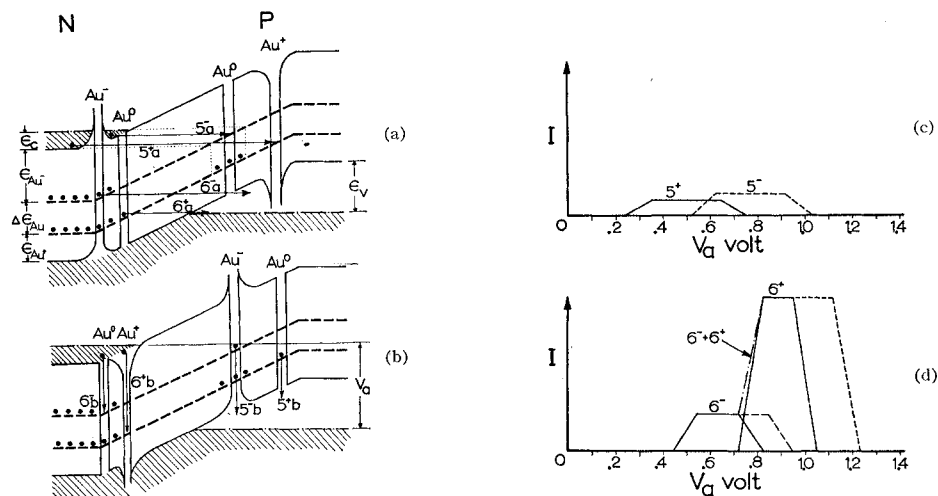 N P
Au⁺
Au⁰
Au⁻
Au⁰
5⁻a
(a)
ϵc
5⁺a
ϵAu⁻
6⁻a
ϵv
Δ ϵAu
6⁺a
ϵAu⁺
Au⁻ Au⁰
Au⁰ Au⁺
(b)
6⁺b
Va
6⁻b
5⁻b 5⁺b
(c)
I
5⁺ 5⁻
0 .2 .4 .6 .8 1.0 1.2 1.4
Va volt
6⁺
6⁻+6⁺
(d)
I
6⁻
0 .2 .4 .6 .8 1.0 1.2 1.4
Va volt